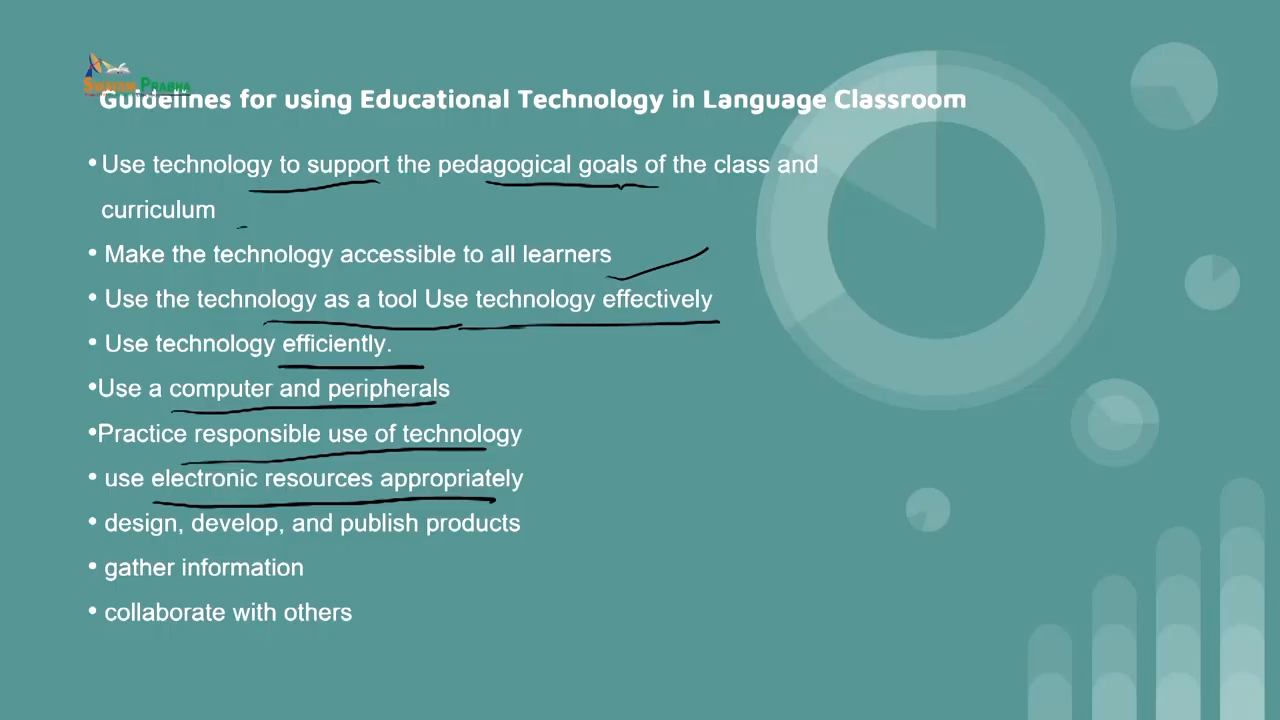 SWAYAM PRABHA
Guidelines for using Educational Technology in Language Classroom
• Use technology to support the pedagogical goals of the class and
curriculum
• Make the technology accessible to all learners
• Use the technology as a tool Use technology effectively
• Use technology efficiently.
•Use a computer and peripherals
•Practice responsible use of technology
• use electronic resources appropriately
• design, develop, and publish products
• gather information
• collaborate with others